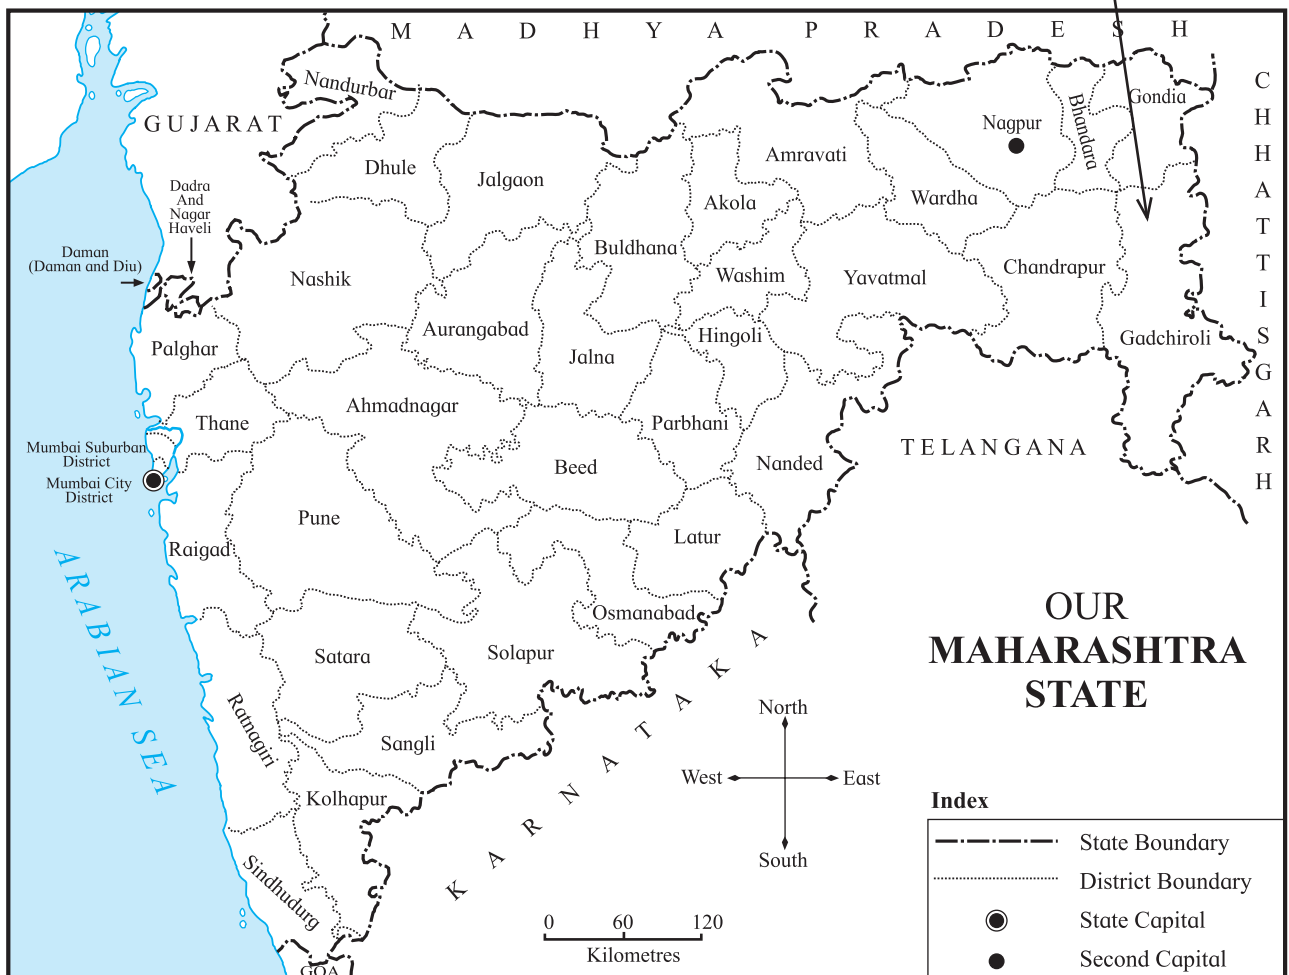 MADHYA PRADESH
CHHATTISGARH
GUJARAT
Nandurbar
Gondia
Bhandara
Nagpur
Dhule
Jalgaon
Amravati
Dadra
And
Nagar
Haveli
Akola
Wardha
Daman
(Daman and Diu)
Nashik
Buldhana
Washim
Yavatmal
Chandrapur
Palghar
Aurangabad
Jalna
Hingoli
Gadchiroli
Thane
Ahmadnagar
Parbhani
TELANGANA
Mumbai Suburban
District
Mumbai City
District
Beed
Nanded
Pune
Raigad
Latur
ARABIAN SEA
Osmanabad
Satara
Solapur
KARNATAKA
Ratnagiri
Sangli
Kolhapur
Sindhudurg
GOA
OUR
MAHARASHTRA
STATE
North
West East
South
0 60 120
Kilometres
Index
State Boundary
District Boundary
State Capital
Second Capital